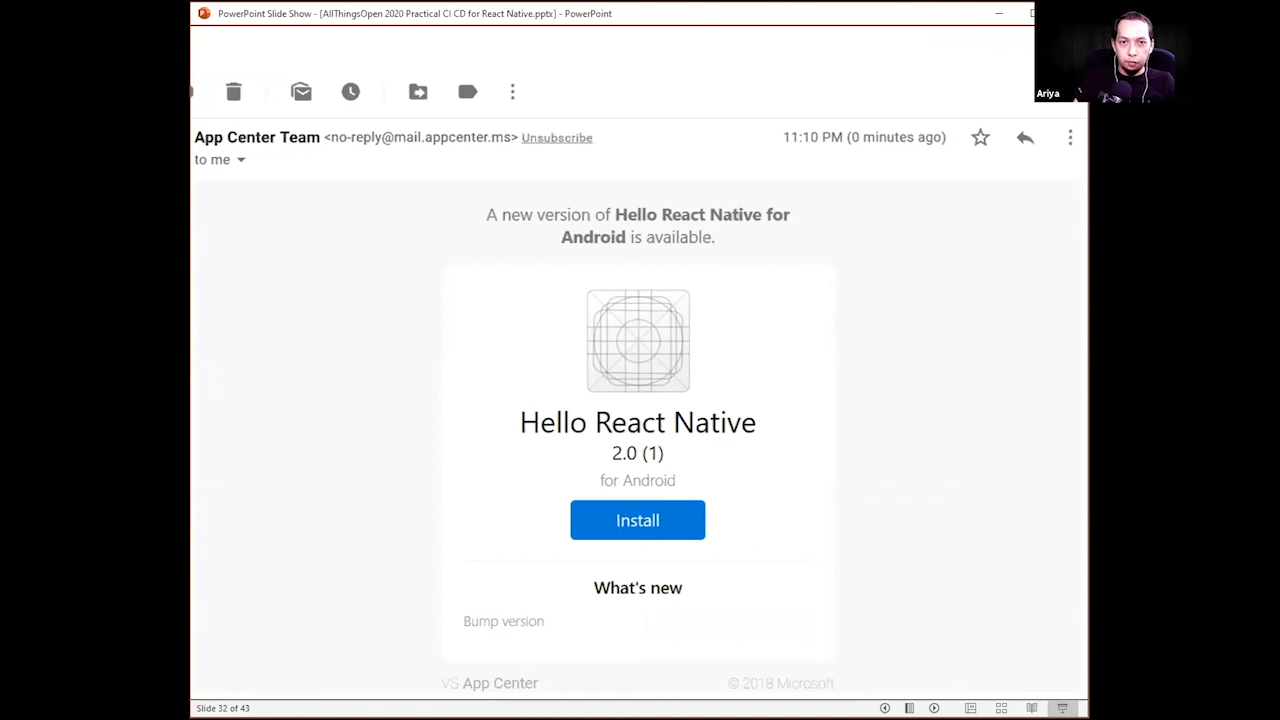 PowerPoint Slide Show - [AllThingsOpen 2020 Practical CI CD for React Native.pptx] - PowerPoint
Ariya
App Center Team <no-reply@mail.appcenter.ms> Unsubscribe
11:10 PM (0 minutes ago)
to me
A new version of Hello React Native for
Android is available.
Hello React Native
2.0 (1)
for Android
Install
What's new
Bump version
VS App Center
© 2018 Microsoft
Slide 32 of 43